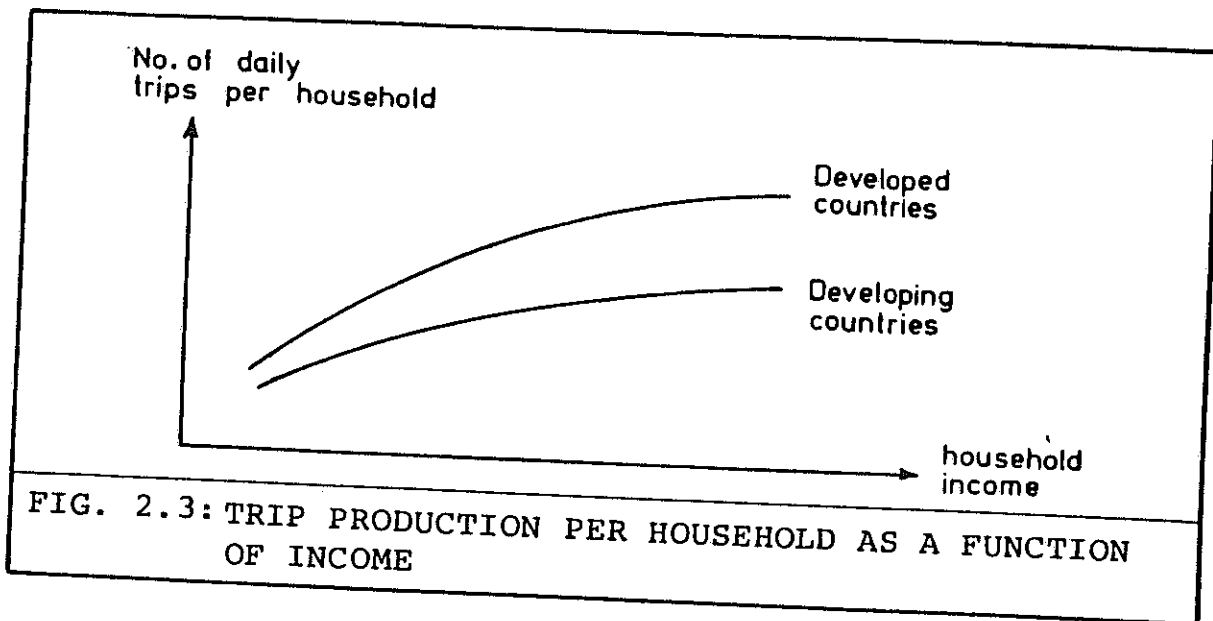 No. of daily
trips per household
Developed
countries
Developing
countries
household
income
FIG. 2.3: TRIP PRODUCTION PER HOUSEHOLD AS A FUNCTION
OF INCOME